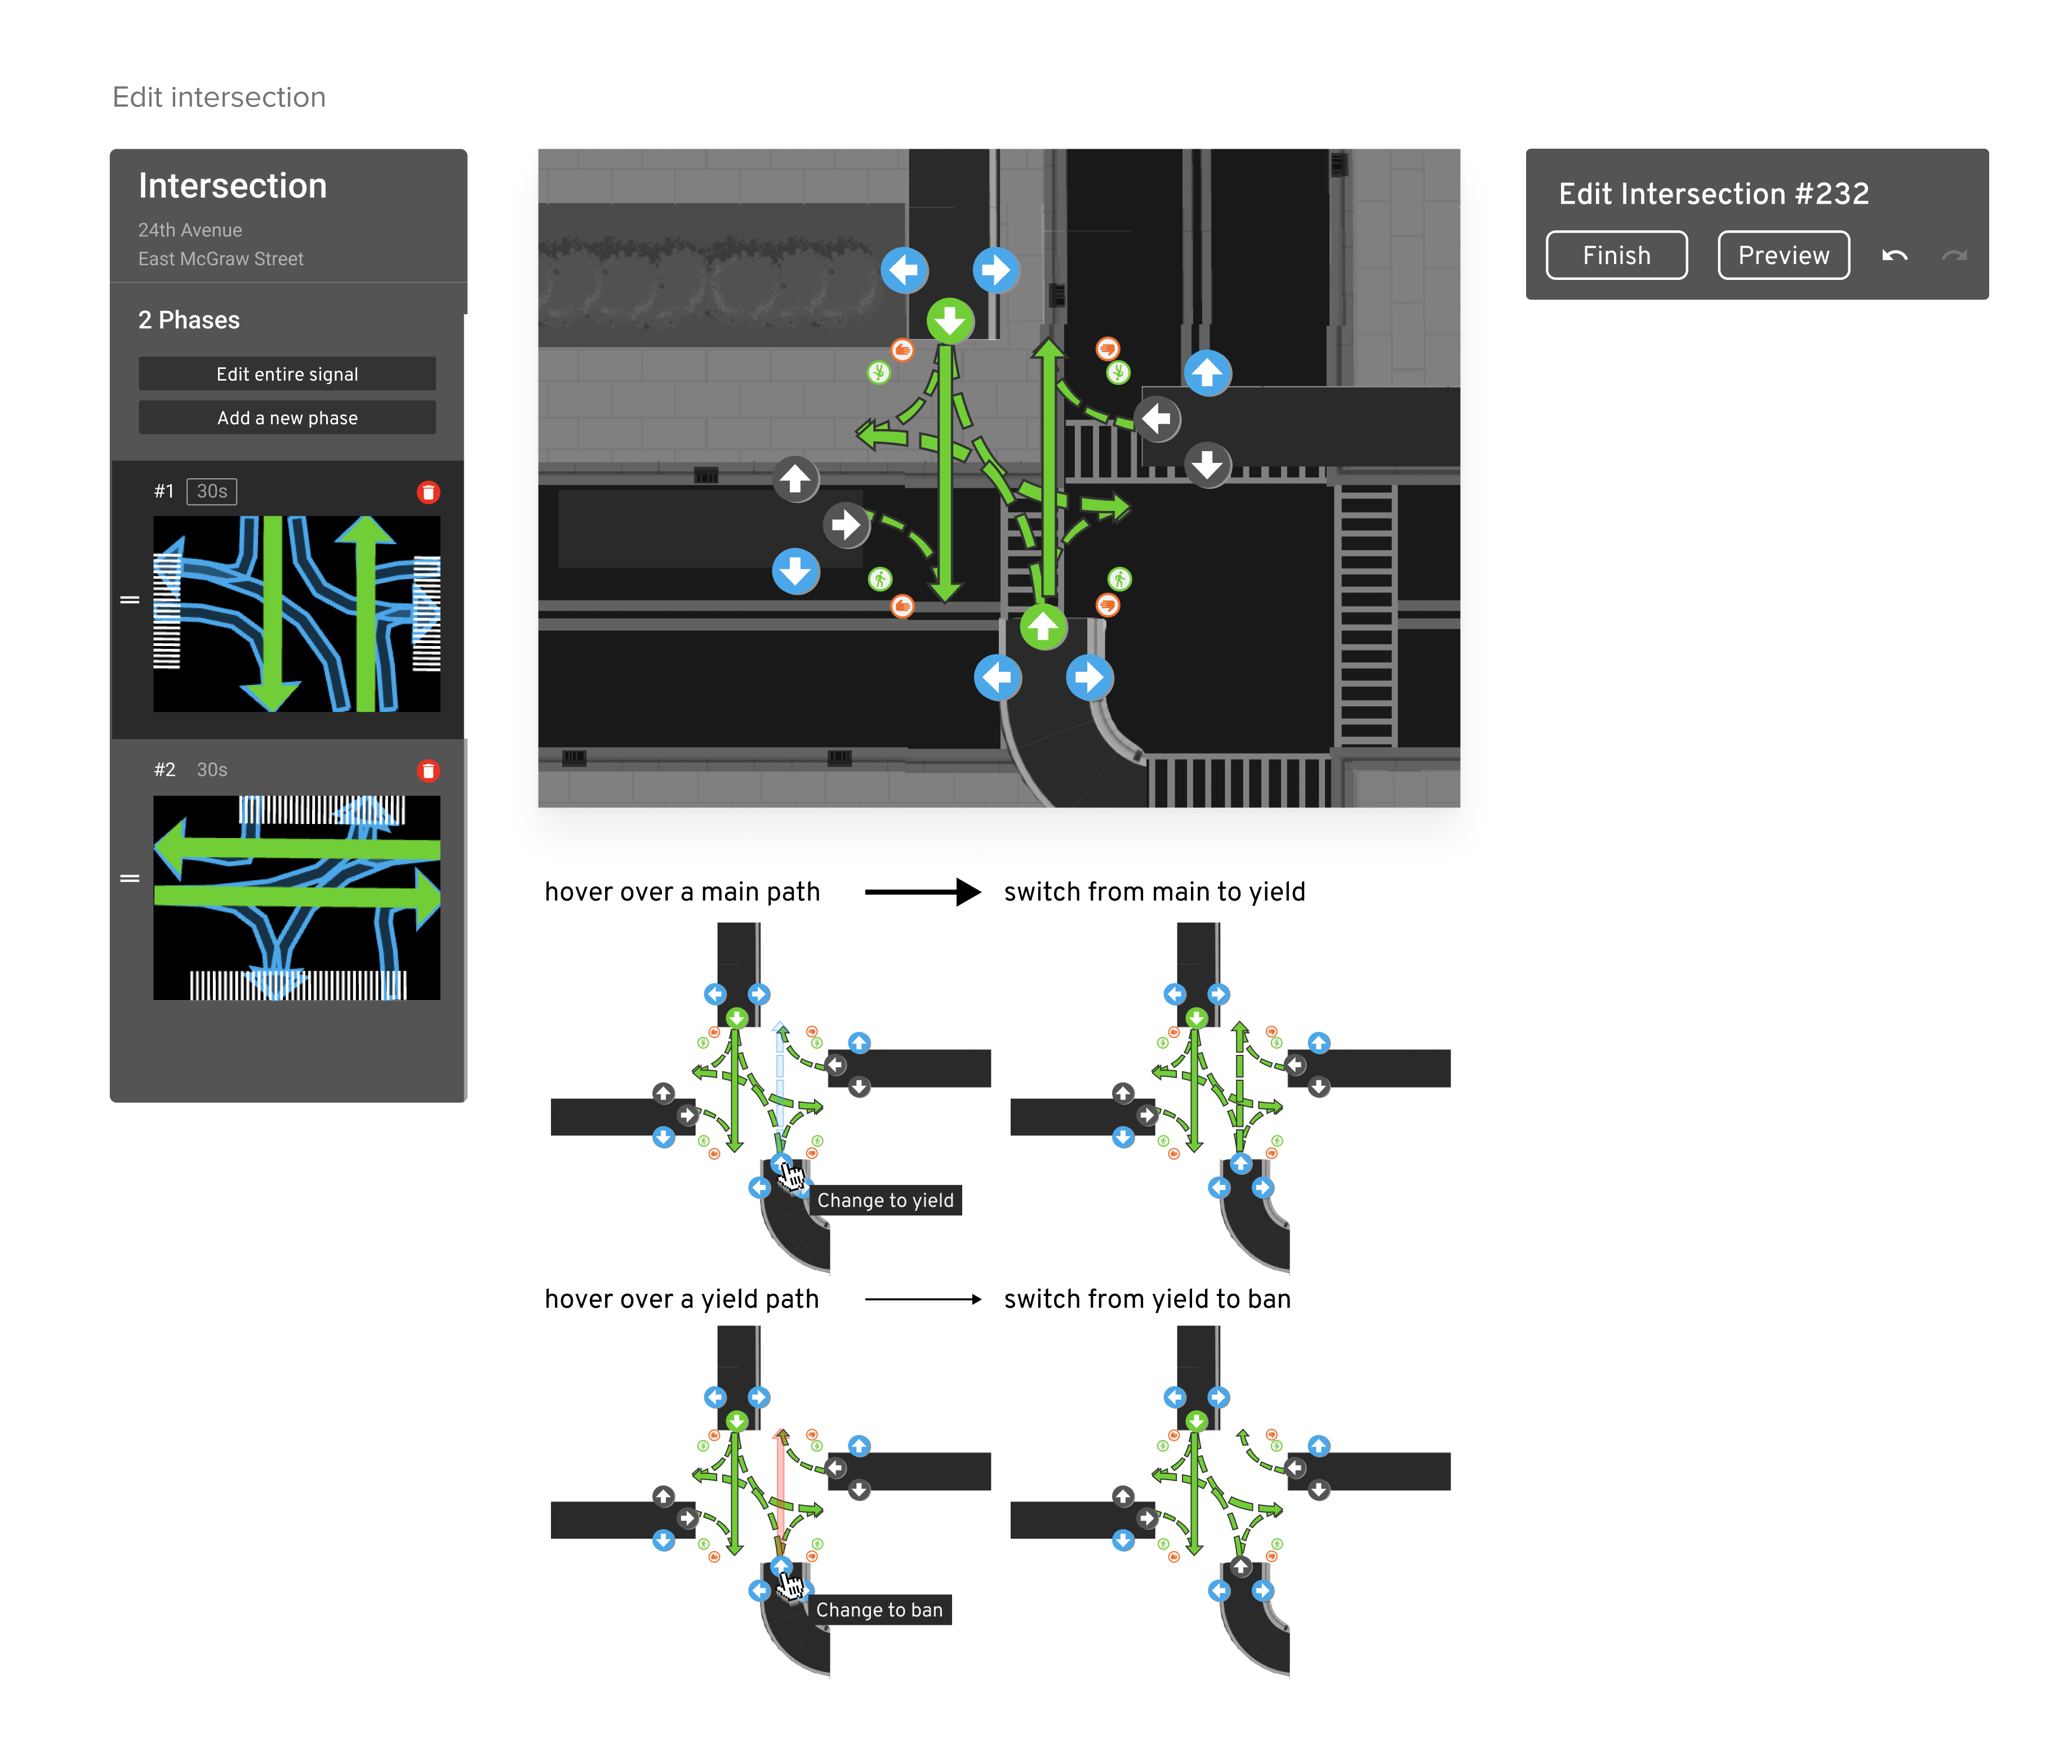 Edit intersection
Intersection
24th Avenue
East McGraw Street
2 Phases
Edit entire signal
Add a new phase
#1 30s
#2 30s
Edit Intersection #232
Finish Preview
hover over a main path switch from main to yield
Change to yield
hover over a yield path switch from yield to ban
Change to ban